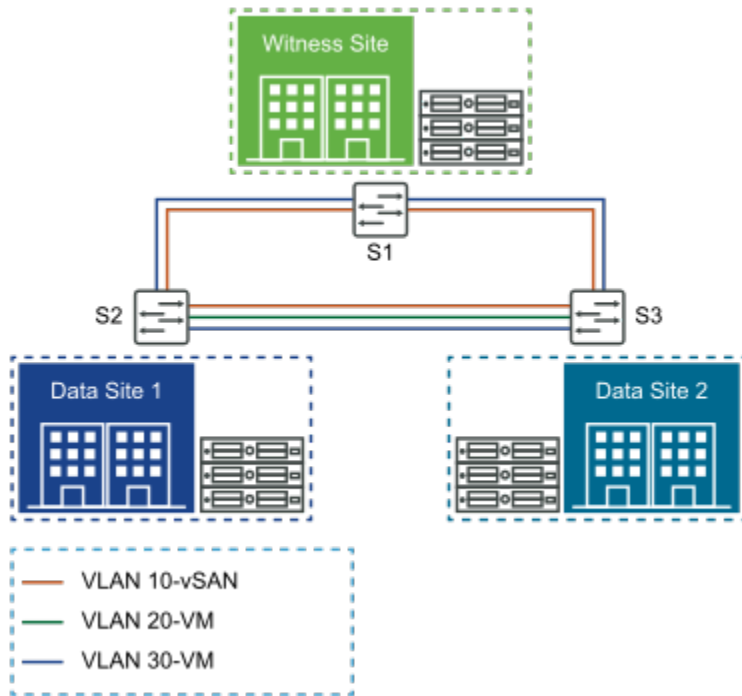 Witness Site
S1
S2
S3
Data Site 1
Data Site 2
VLAN 10-vSAN
VLAN 20-VM
VLAN 30-VM